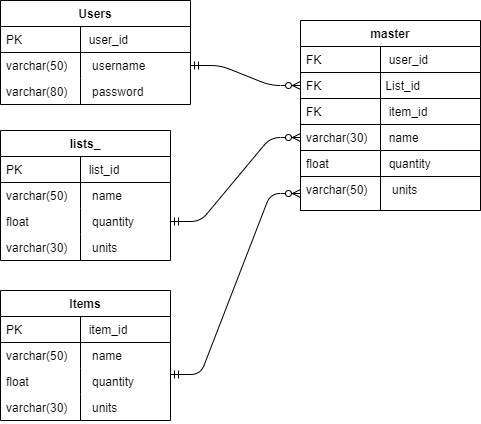 Users
PK user_id
varchar(50) username
varchar(80) password
lists_
PK list_id
varchar(50) name
float quantity
varchar(30) units
Items
PK item_id
varchar(50) name
float quantity
varchar(30) units
master
FK user_id
FK List_id
FK item_id
varchar(30) name
float quantity
varchar(50) units